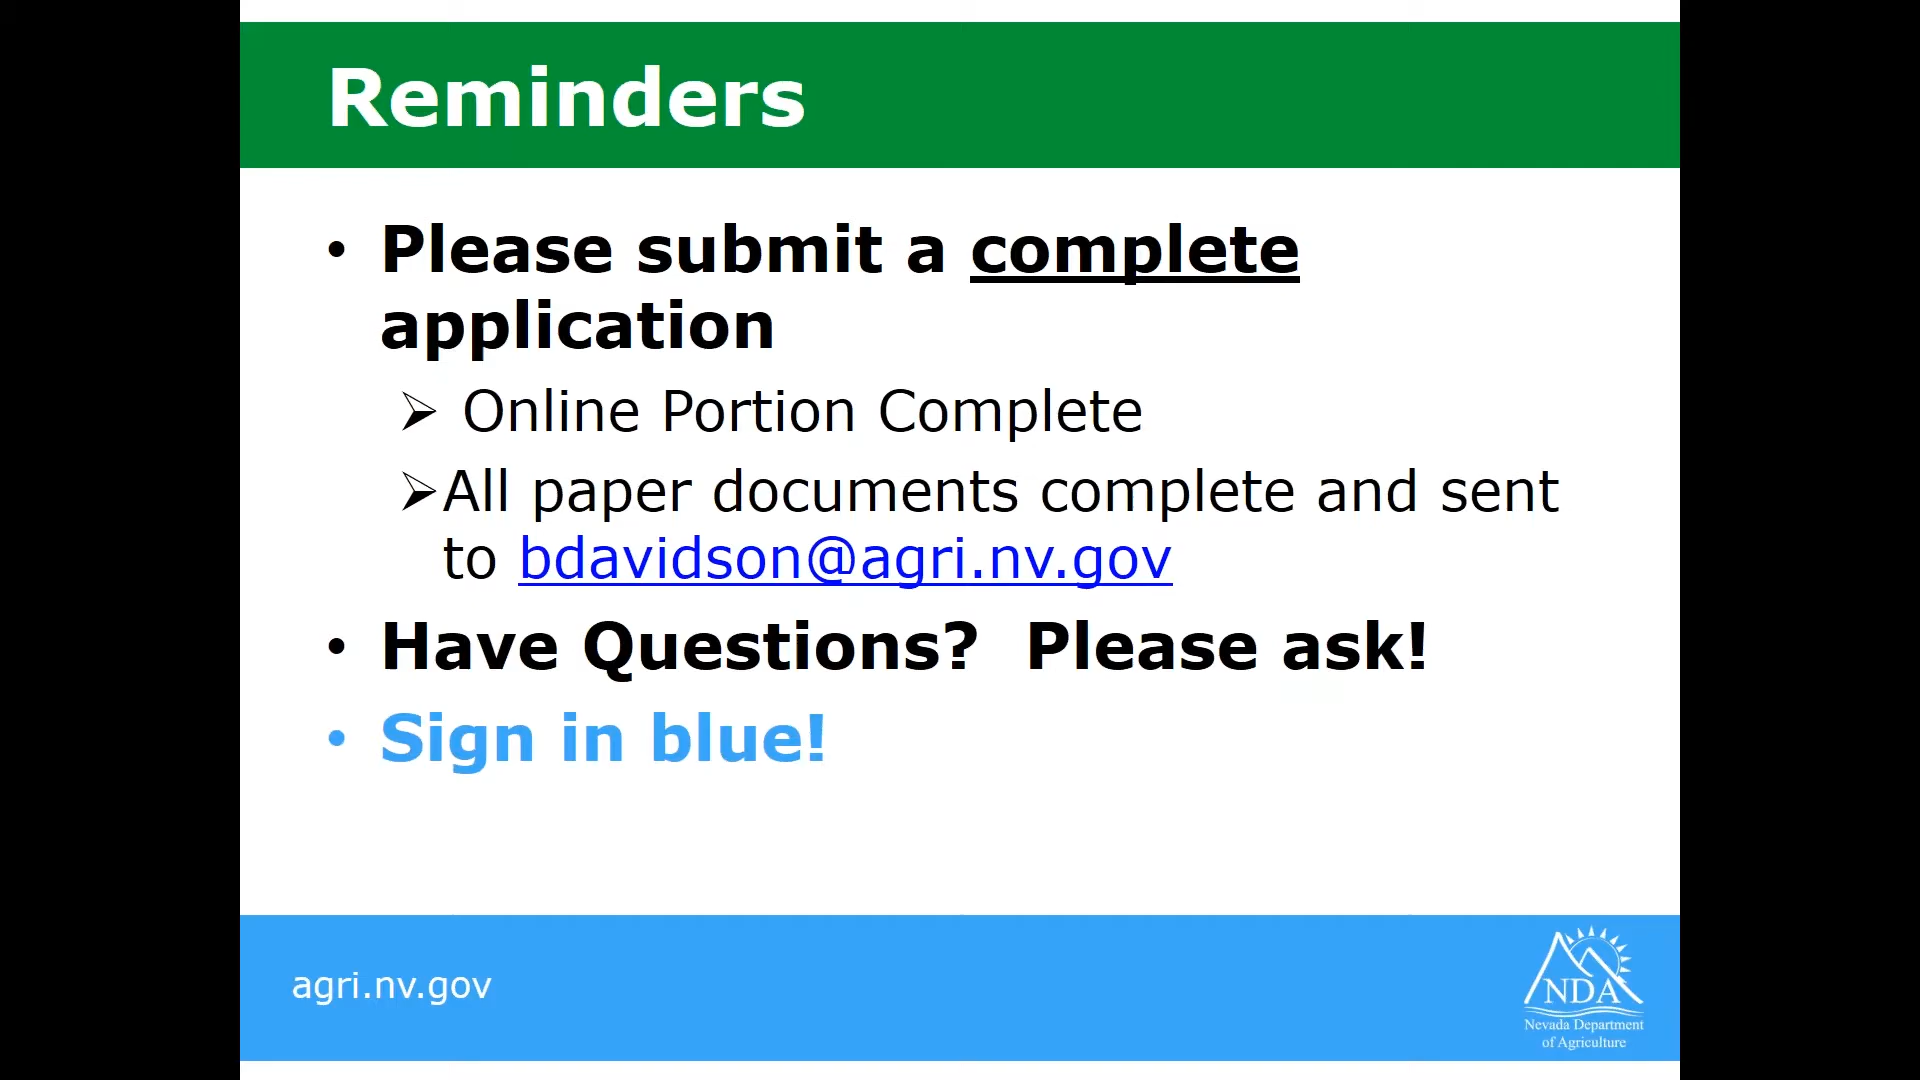 Reminders
• Please submit a complete
application
➢ Online Portion Complete
➢All paper documents complete and sent
to bdavidson@agri.nv.gov
• Have Questions?  Please ask!
• Sign in blue!
agri.nv.gov
NDA
Nevada Department
of Agriculture